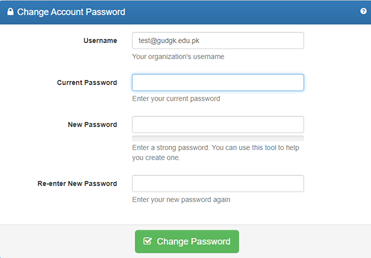 Change Account Password
Username
test@gudgk.edu.pk
Your organization's username
Current Password
Enter your current password
New Password
Enter a strong password. You can use this tool to help
you create one.
Re-enter New Password
Enter your new password again
Change Password